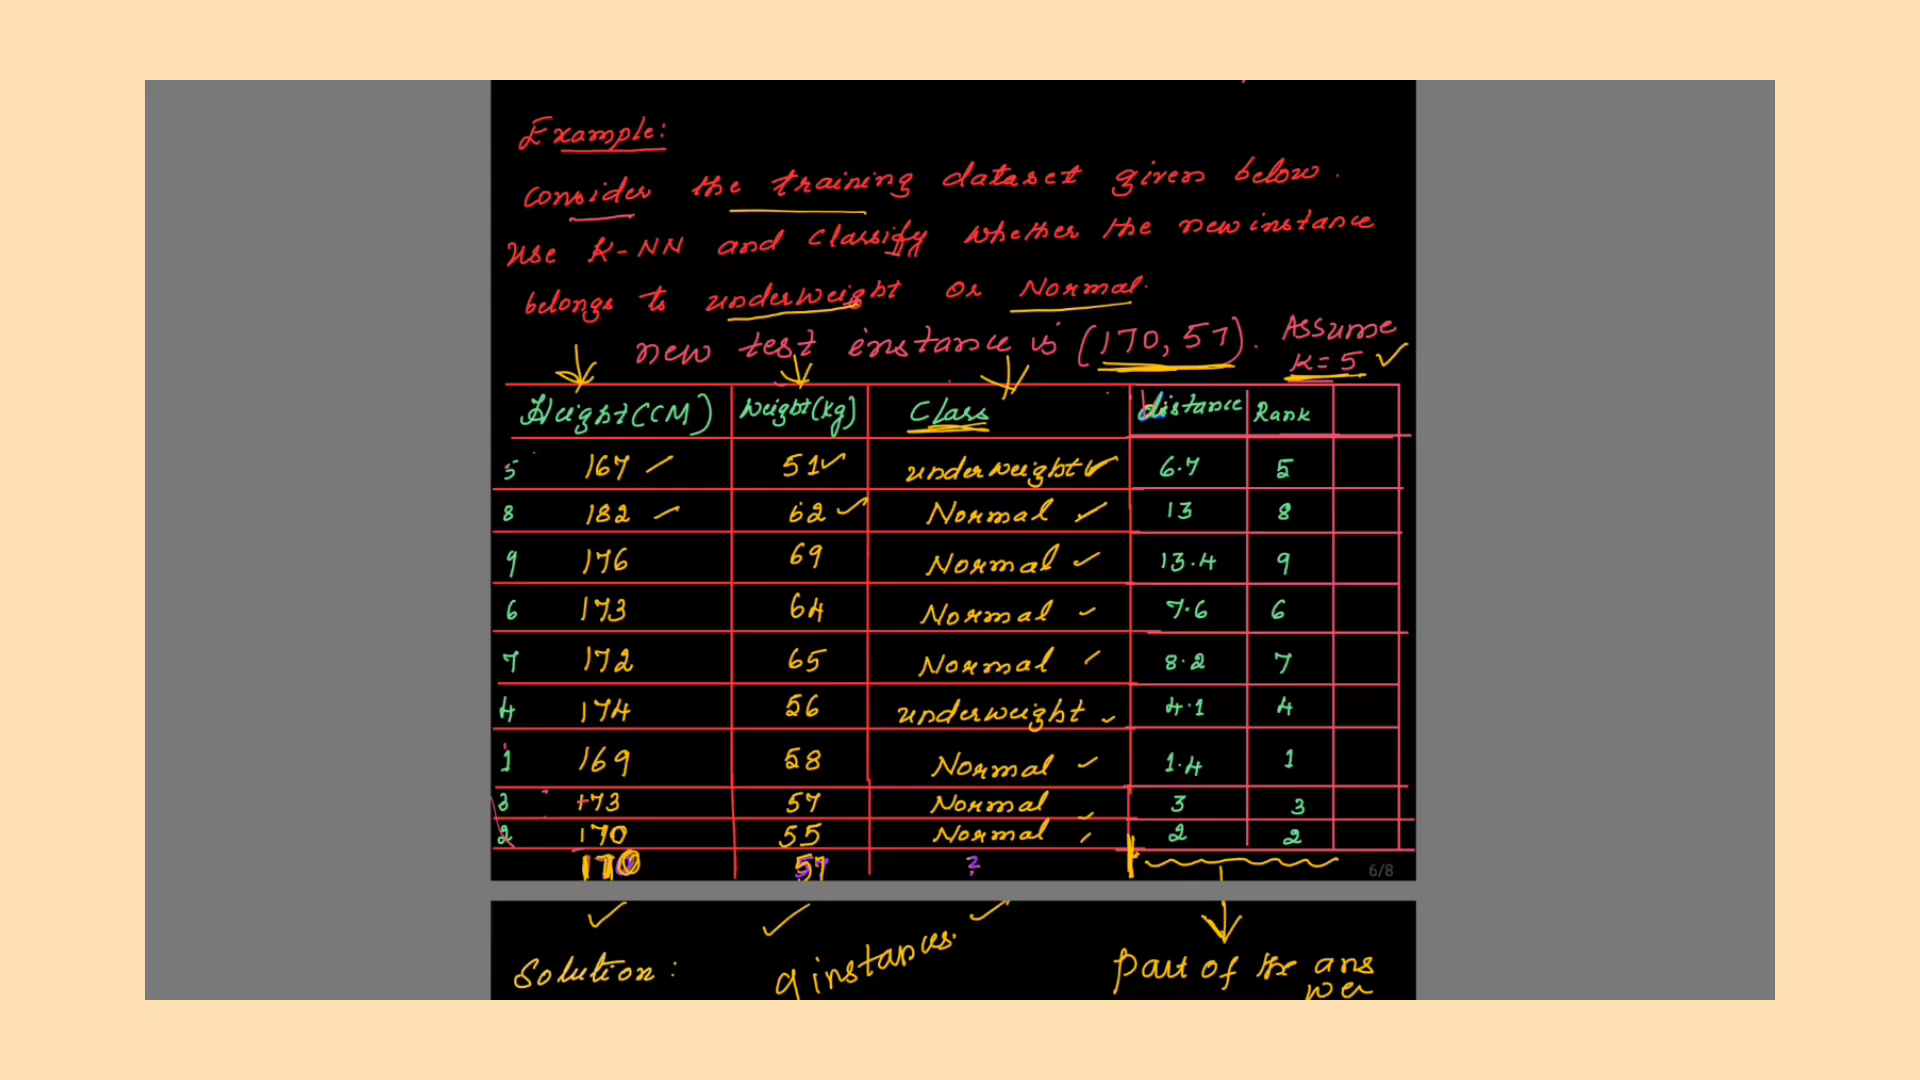 Example:
Consider the training dataset given below.
Use K-NN and classify whether the new instance
belongs to underweight or Normal.
new test instance is (170, 57). Assume
K=5 ✓
Height(CM) Weight(kg) Class distance Rank
5 167 51 underweight 6.7 5
8 182 62 Normal 13 8
9 176 69 Normal 13.4 9
6 173 64 Normal 7.6 6
7 172 65 Normal 8.2 7
4 174 56 underweight 4.1 4
1 169 58 Normal 1.4 1
3 173 57 Normal 3 3
2 170 55 Normal 2 2
170 57 ?
6/8
Solution: 9 instances. part of the ans
wer